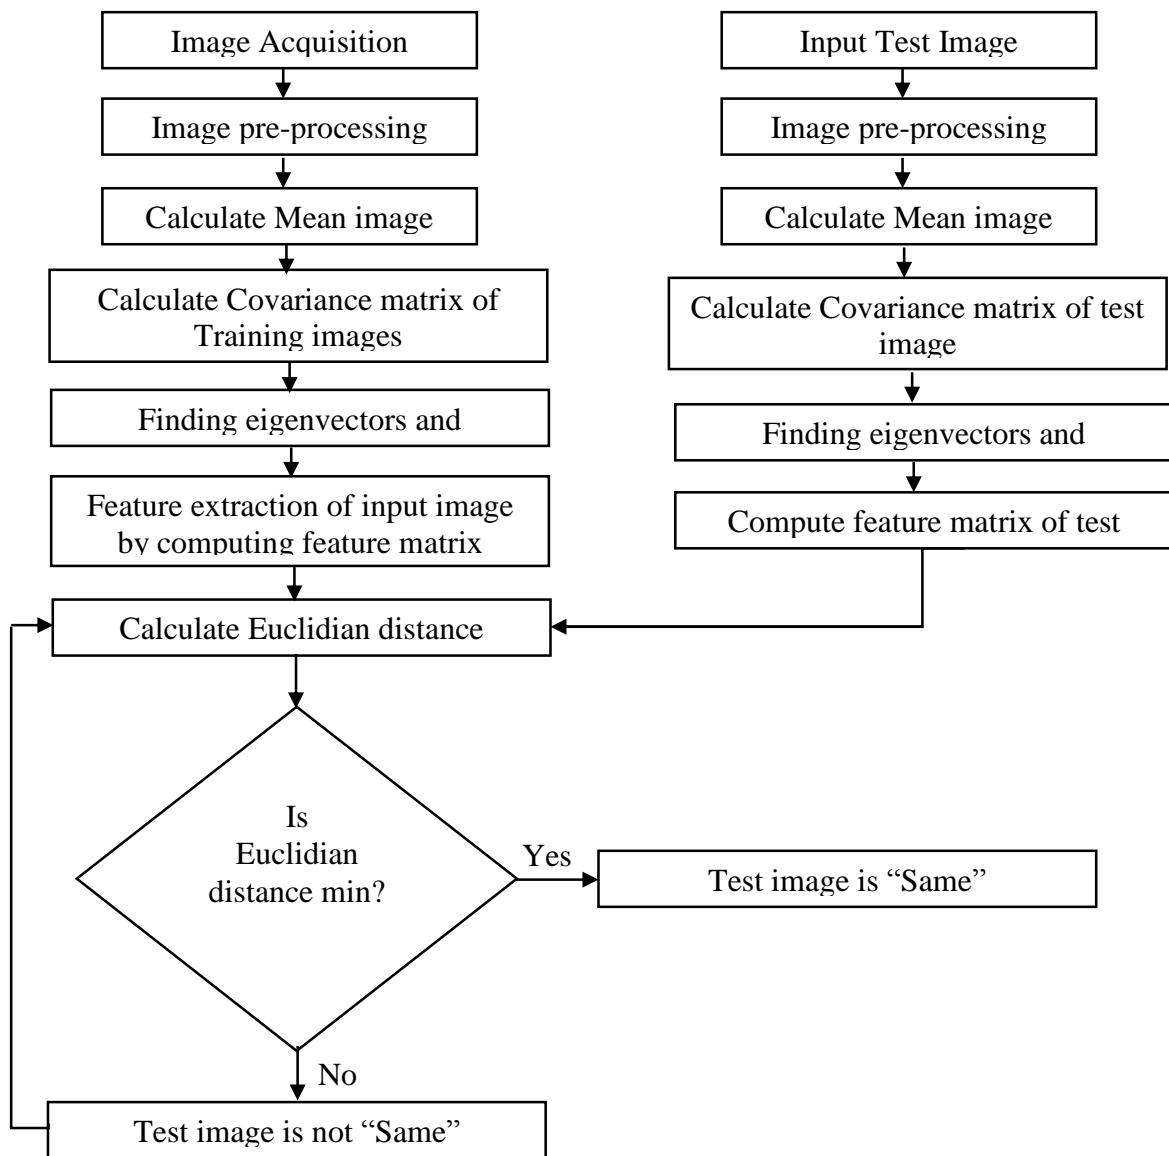 Image Acquisition
Image pre-processing
Calculate Mean image
Calculate Covariance matrix of
Training images
Finding eigenvectors and
Feature extraction of input image
by computing feature matrix
Input Test Image
Image pre-processing
Calculate Mean image
Calculate Covariance matrix of test
image
Finding eigenvectors and
Compute feature matrix of test
Calculate Euclidian distance
Is
Euclidian
distance min?
Yes
Test image is “Same”
No
Test image is not “Same”